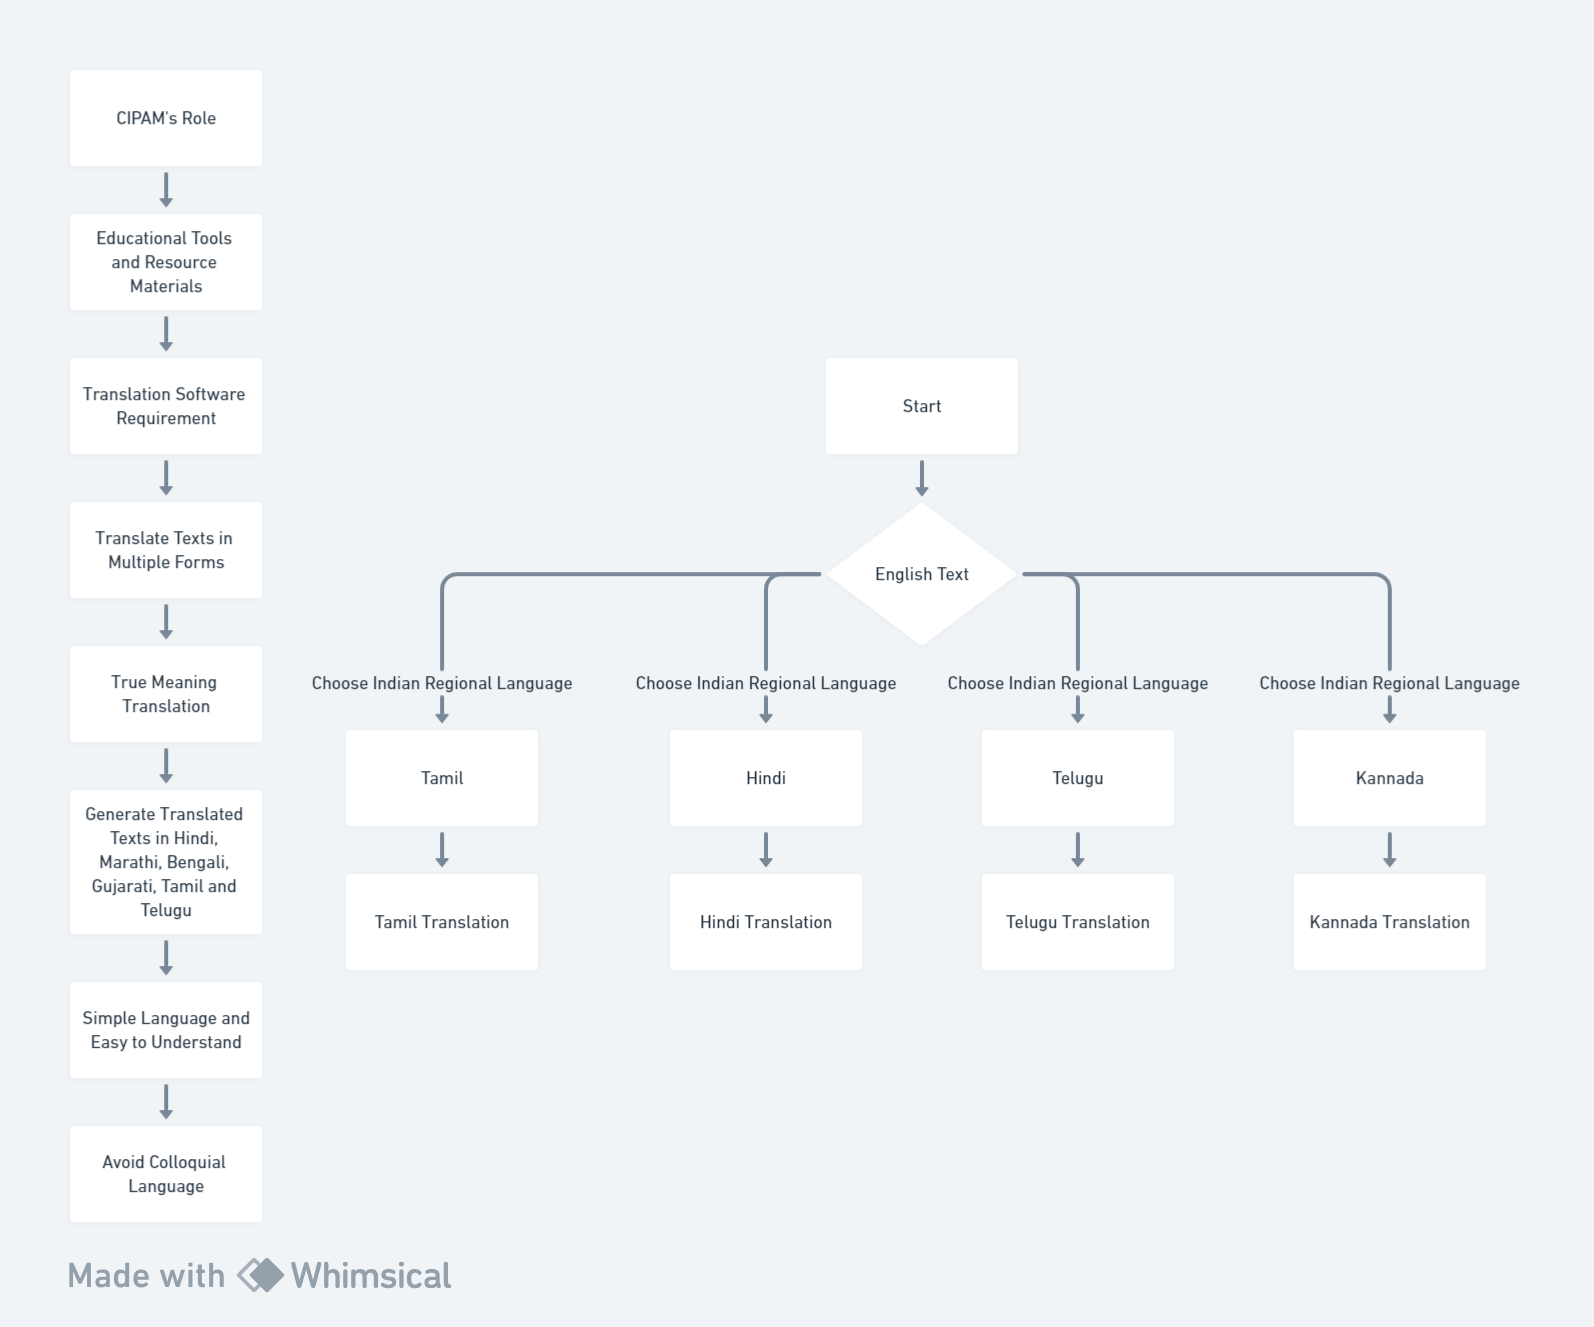 CIPAM's Role
Educational Tools
and Resource
Materials
Translation Software
Requirement
Translate Texts in
Multiple Forms
True Meaning
Translation
Generate Translated
Texts in Hindi,
Marathi, Bengali,
Gujarati, Tamil and
Telugu
Simple Language and
Easy to Understand
Avoid Colloquial
Language
Start
English Text
Choose Indian Regional Language
Choose Indian Regional Language
Choose Indian Regional Language
Choose Indian Regional Language
Tamil
Hindi
Telugu
Kannada
Tamil Translation
Hindi Translation
Telugu Translation
Kannada Translation
Made with Whimsical